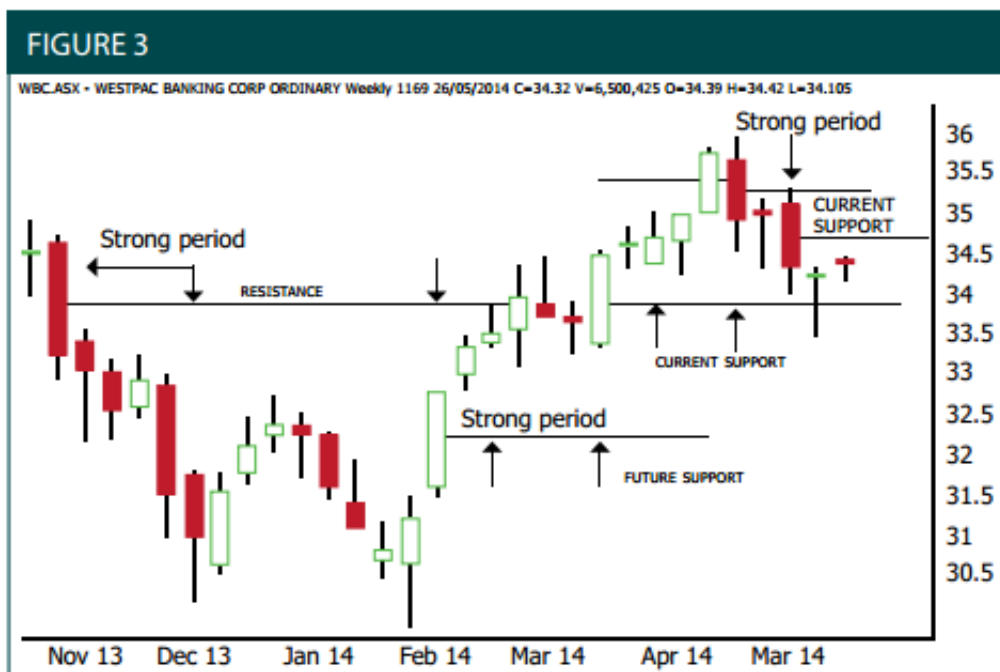 FIGURE 3
WBC.ASX - WESTPAC BANKING CORP ORDINARY Weekly 1169 26/05/2014 C=34.32 V=6,500,425 O=34.39 H=34.42 L=34.105
Strong period
36
35.5
CURRENT
SUPPORT
35
Strong period
34.5
RESISTANCE
34
33.5
CURRENT SUPPORT
33
32.5
Strong period
32
FUTURE SUPPORT
31.5
31
30.5
Nov 13 Dec 13 Jan 14 Feb 14 Mar 14 Apr 14 Mar 14